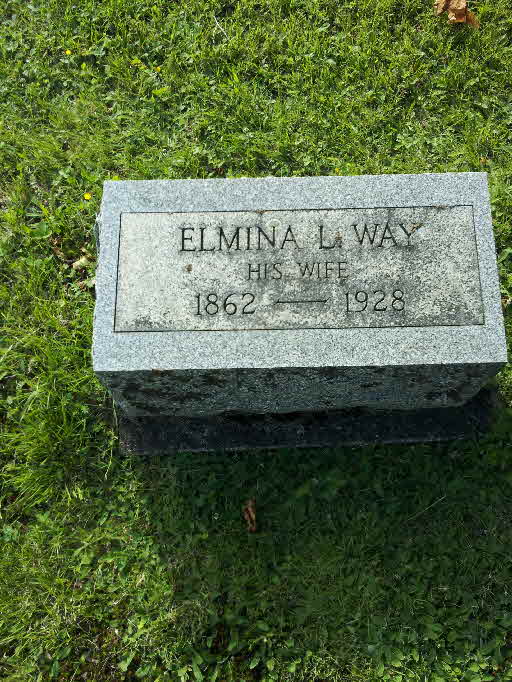 ELMINA L. WAY
HIS WIFE
1862 — 1928